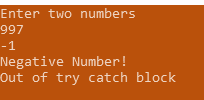 Enter two numbers
997
-1
Negative Number!
Out of try catch block